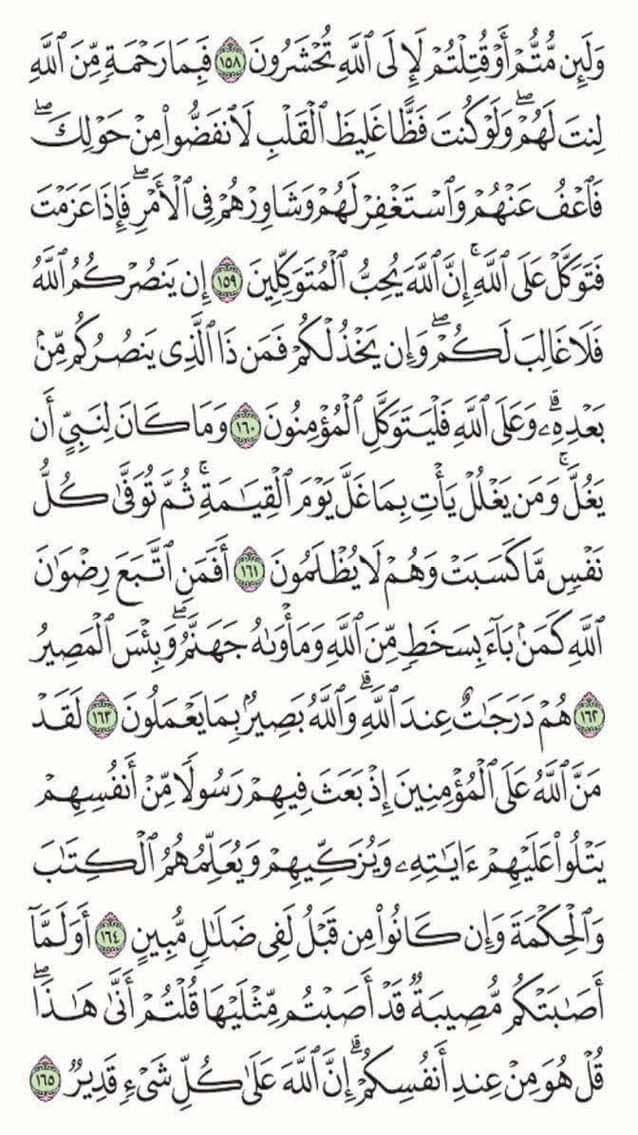 وَلَئِن مُّتُّمْ أَوْ قُتِلْتُمْ لَإِلَى ٱللَّهِ تُحْشَرُونَ ١٥٨ فَبِمَا رَحْمَةٍ مِّنَ ٱللَّهِ
لِنتَ لَهُمْ ۖ وَلَوْ كُنتَ فَظًّا غَلِيظَ ٱلْقَلْبِ لَٱنفَضُّوا۟ مِنْ حَوْلِكَ ۖ
فَٱعْفُ عَنْهُمْ وَٱسْتَغْفِرْ لَهُمْ وَشَاوِرْهُمْ فِى ٱلْأَمْرِ ۖ فَإِذَا عَزَمْتَ
فَتَوَكَّلْ عَلَى ٱللَّهِ ۚ إِنَّ ٱللَّهَ يُحِبُّ ٱلْمُتَوَكِّلِينَ ١٥٩ إِن يَنصُرْكُمُ ٱللَّهُ
فَلَا غَالِبَ لَكُمْ ۖ وَإِن يَخْذُلْكُمْ فَمَن ذَا ٱلَّذِى يَنصُرُكُم مِّنۢ
بَعْدِهِۦ ۗ وَعَلَى ٱللَّهِ فَلْيَتَوَكَّلِ ٱلْمُؤْمِنُونَ ١٦٠ وَمَا كَانَ لِنَبِىٍّ أَن
يَغُلَّ ۚ وَمَن يَغْلُلْ يَأْتِ بِمَا غَلَّ يَوْمَ ٱلْقِيَـٰمَةِ ۚ ثُمَّ تُوَفَّىٰ كُلُّ
نَفْسٍ مَّا كَسَبَتْ وَهُمْ لَا يُظْلَمُونَ ١٦١ أَفَمَنِ ٱتَّبَعَ رِضْوَٰنَ
ٱللَّهِ كَمَنۢ بَآءَ بِسَخَطٍ مِّنَ ٱللَّهِ وَمَأْوَىٰهُ جَهَنَّمُ ۖ وَبِئْسَ ٱلْمَصِيرُ
١٦٢ هُمْ دَرَجَـٰتٌ عِندَ ٱللَّهِ ۗ وَٱللَّهُ بَصِيرٌۢ بِمَا يَعْمَلُونَ ١٦٣ لَقَدْ
مَنَّ ٱللَّهُ عَلَى ٱلْمُؤْمِنِينَ إِذْ بَعَثَ فِيهِمْ رَسُولًا مِّنْ أَنفُسِهِمْ
يَتْلُوا۟ عَلَيْهِمْ ءَايَـٰتِهِۦ وَيُزَكِّيهِمْ وَيُعَلِّمُهُمُ ٱلْكِتَـٰبَ
وَٱلْحِكْمَةَ وَإِن كَانُوا۟ مِن قَبْلُ لَفِى ضَلَـٰلٍ مُّبِينٍ ١٦٤ أَوَلَمَّآ
أَصَـٰبَتْكُم مُّصِيبَةٌ قَدْ أَصَبْتُم مِّثْلَيْهَا قُلْتُمْ أَنَّىٰ هَـٰذَا ۖ
قُلْ هُوَ مِنْ عِندِ أَنفُسِكُمْ ۗ إِنَّ ٱللَّهَ عَلَىٰ كُلِّ شَىْءٍ قَدِيرٌ ١٦٥